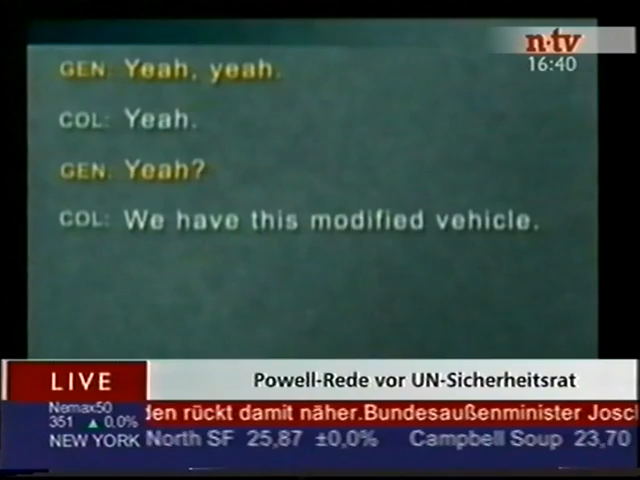 n-tv
16:40
GEN: Yeah, yeah.
COL: Yeah.
GEN: Yeah?
COL: We have this modified vehicle.
LIVE
Powell-Rede vor UN-Sicherheitsrat
Nemax50
351 ▲ 0,0%
den rückt damit näher.Bundesaußenminister Josc
NEW YORK North SF 25,87 ±0,0% Campbell Soup 23,70